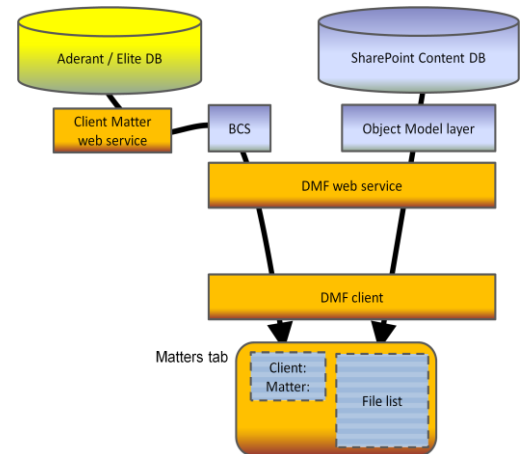 Aderant / Elite DB
SharePoint Content DB
Client Matter
web service
BCS
Object Model layer
DMF web service
DMF client
Matters tab
Client:
Matter:
File list